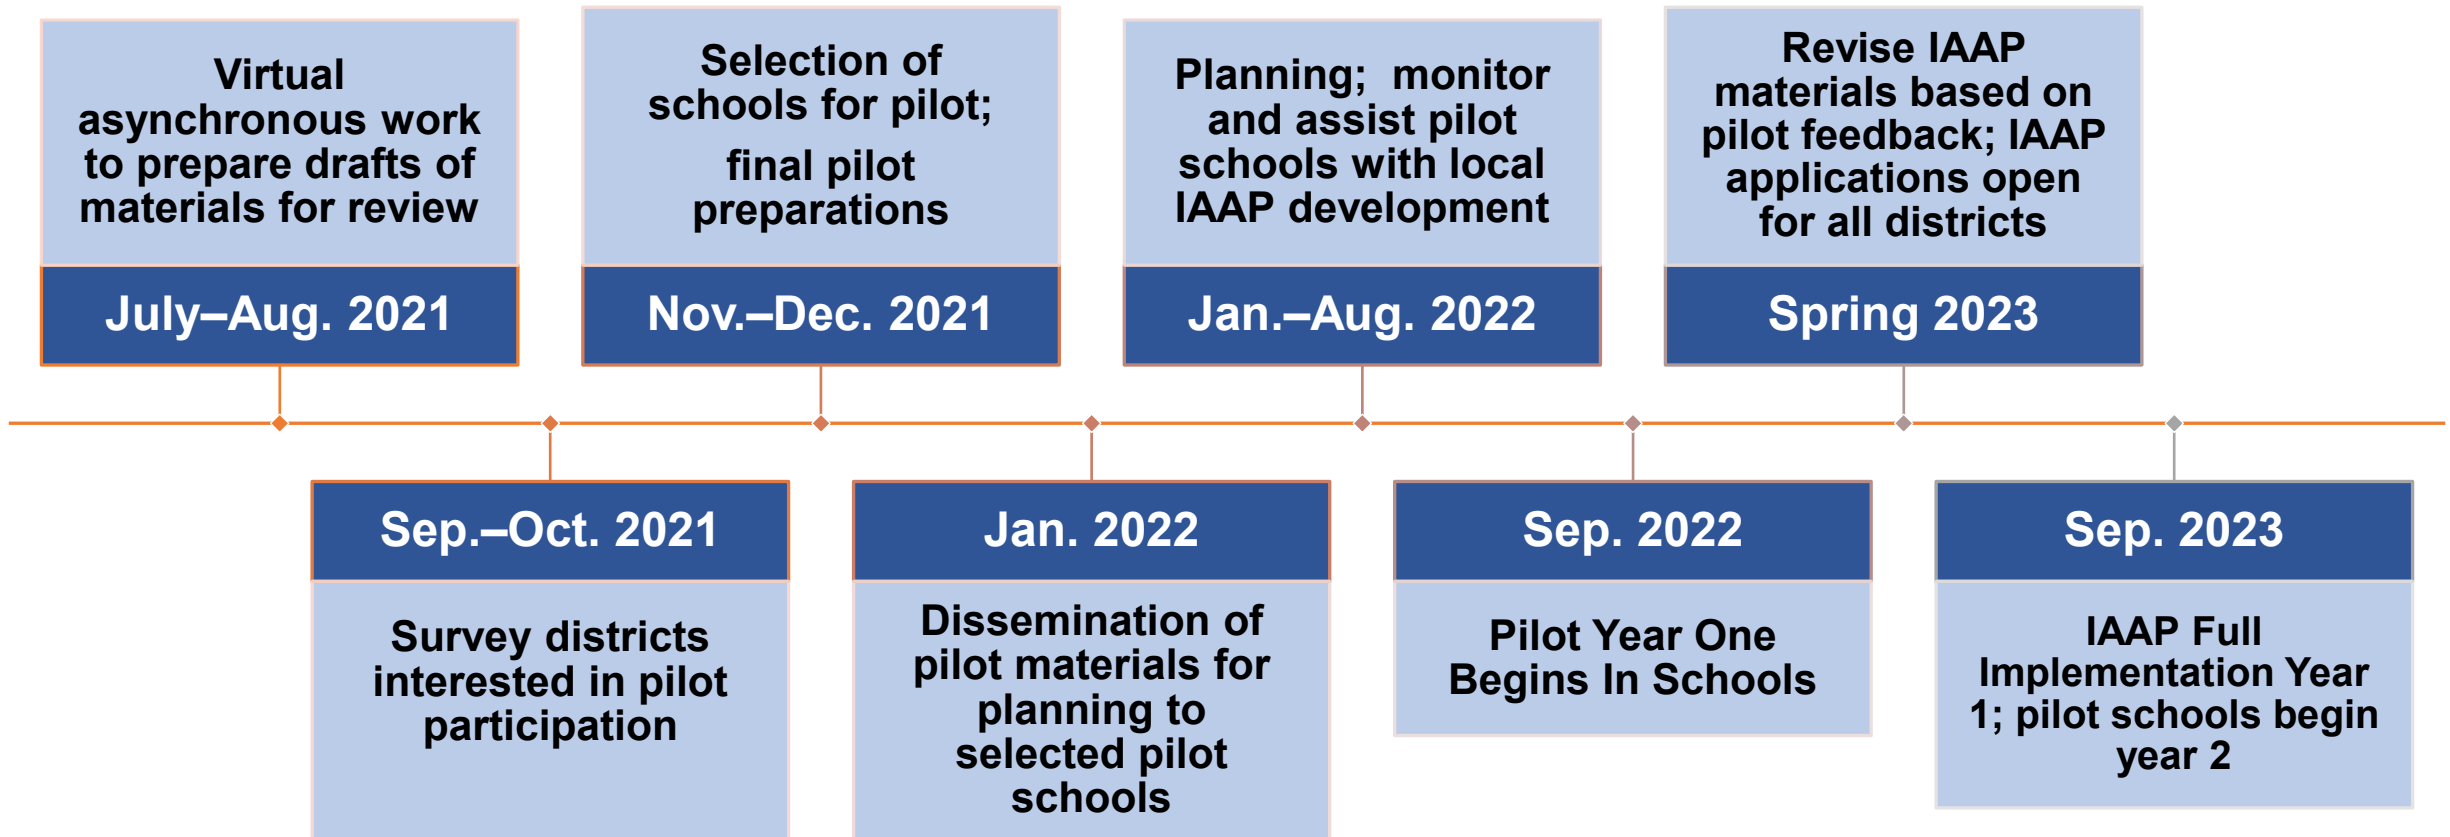 Virtual
asynchronous work
to prepare drafts of
materials for review
July–Aug. 2021
Sep.–Oct. 2021
Survey districts
interested in pilot
participation
Selection of
schools for pilot;
final pilot
preparations
Nov.–Dec. 2021
Jan. 2022
Dissemination of
pilot materials for
planning to
selected pilot
schools
Planning;  monitor
and assist pilot
schools with local
IAAP development
Jan.–Aug. 2022
Sep. 2022
Pilot Year One
Begins In Schools
Revise IAAP
materials based on
pilot feedback; IAAP
applications open
for all districts
Spring 2023
Sep. 2023
IAAP Full
Implementation Year
1; pilot schools begin
year 2